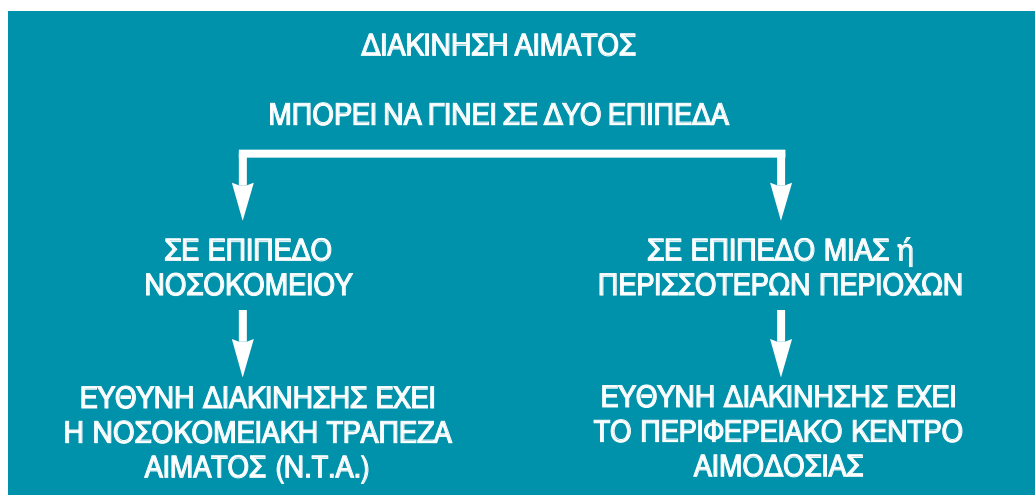 ΔΙΑΚΙΝΗΣΗ ΑΙΜΑΤΟΣ
ΜΠΟΡΕΙ ΝΑ ΓΙΝΕΙ ΣΕ ΔΥΟ ΕΠΙΠΕΔΑ
ΣΕ ΕΠΙΠΕΔΟ
ΝΟΣΟΚΟΜΕΙΟΥ
ΕΥΘΥΝΗ ΔΙΑΚΙΝΗΣΗΣ ΕΧΕΙ
Η ΝΟΣΟΚΟΜΕΙΑΚΗ ΤΡΑΠΕΖΑ
ΑΙΜΑΤΟΣ (Ν.Τ.Α.)
ΣΕ ΕΠΙΠΕΔΟ ΜΙΑΣ ή
ΠΕΡΙΣΣΟΤΕΡΩΝ ΠΕΡΙΟΧΩΝ
ΕΥΘΥΝΗ ΔΙΑΚΙΝΗΣΗΣ ΕΧΕΙ
ΤΟ ΠΕΡΙΦΕΡΕΙΑΚΟ ΚΕΝΤΡΟ
ΑΙΜΟΔΟΣΙΑΣ